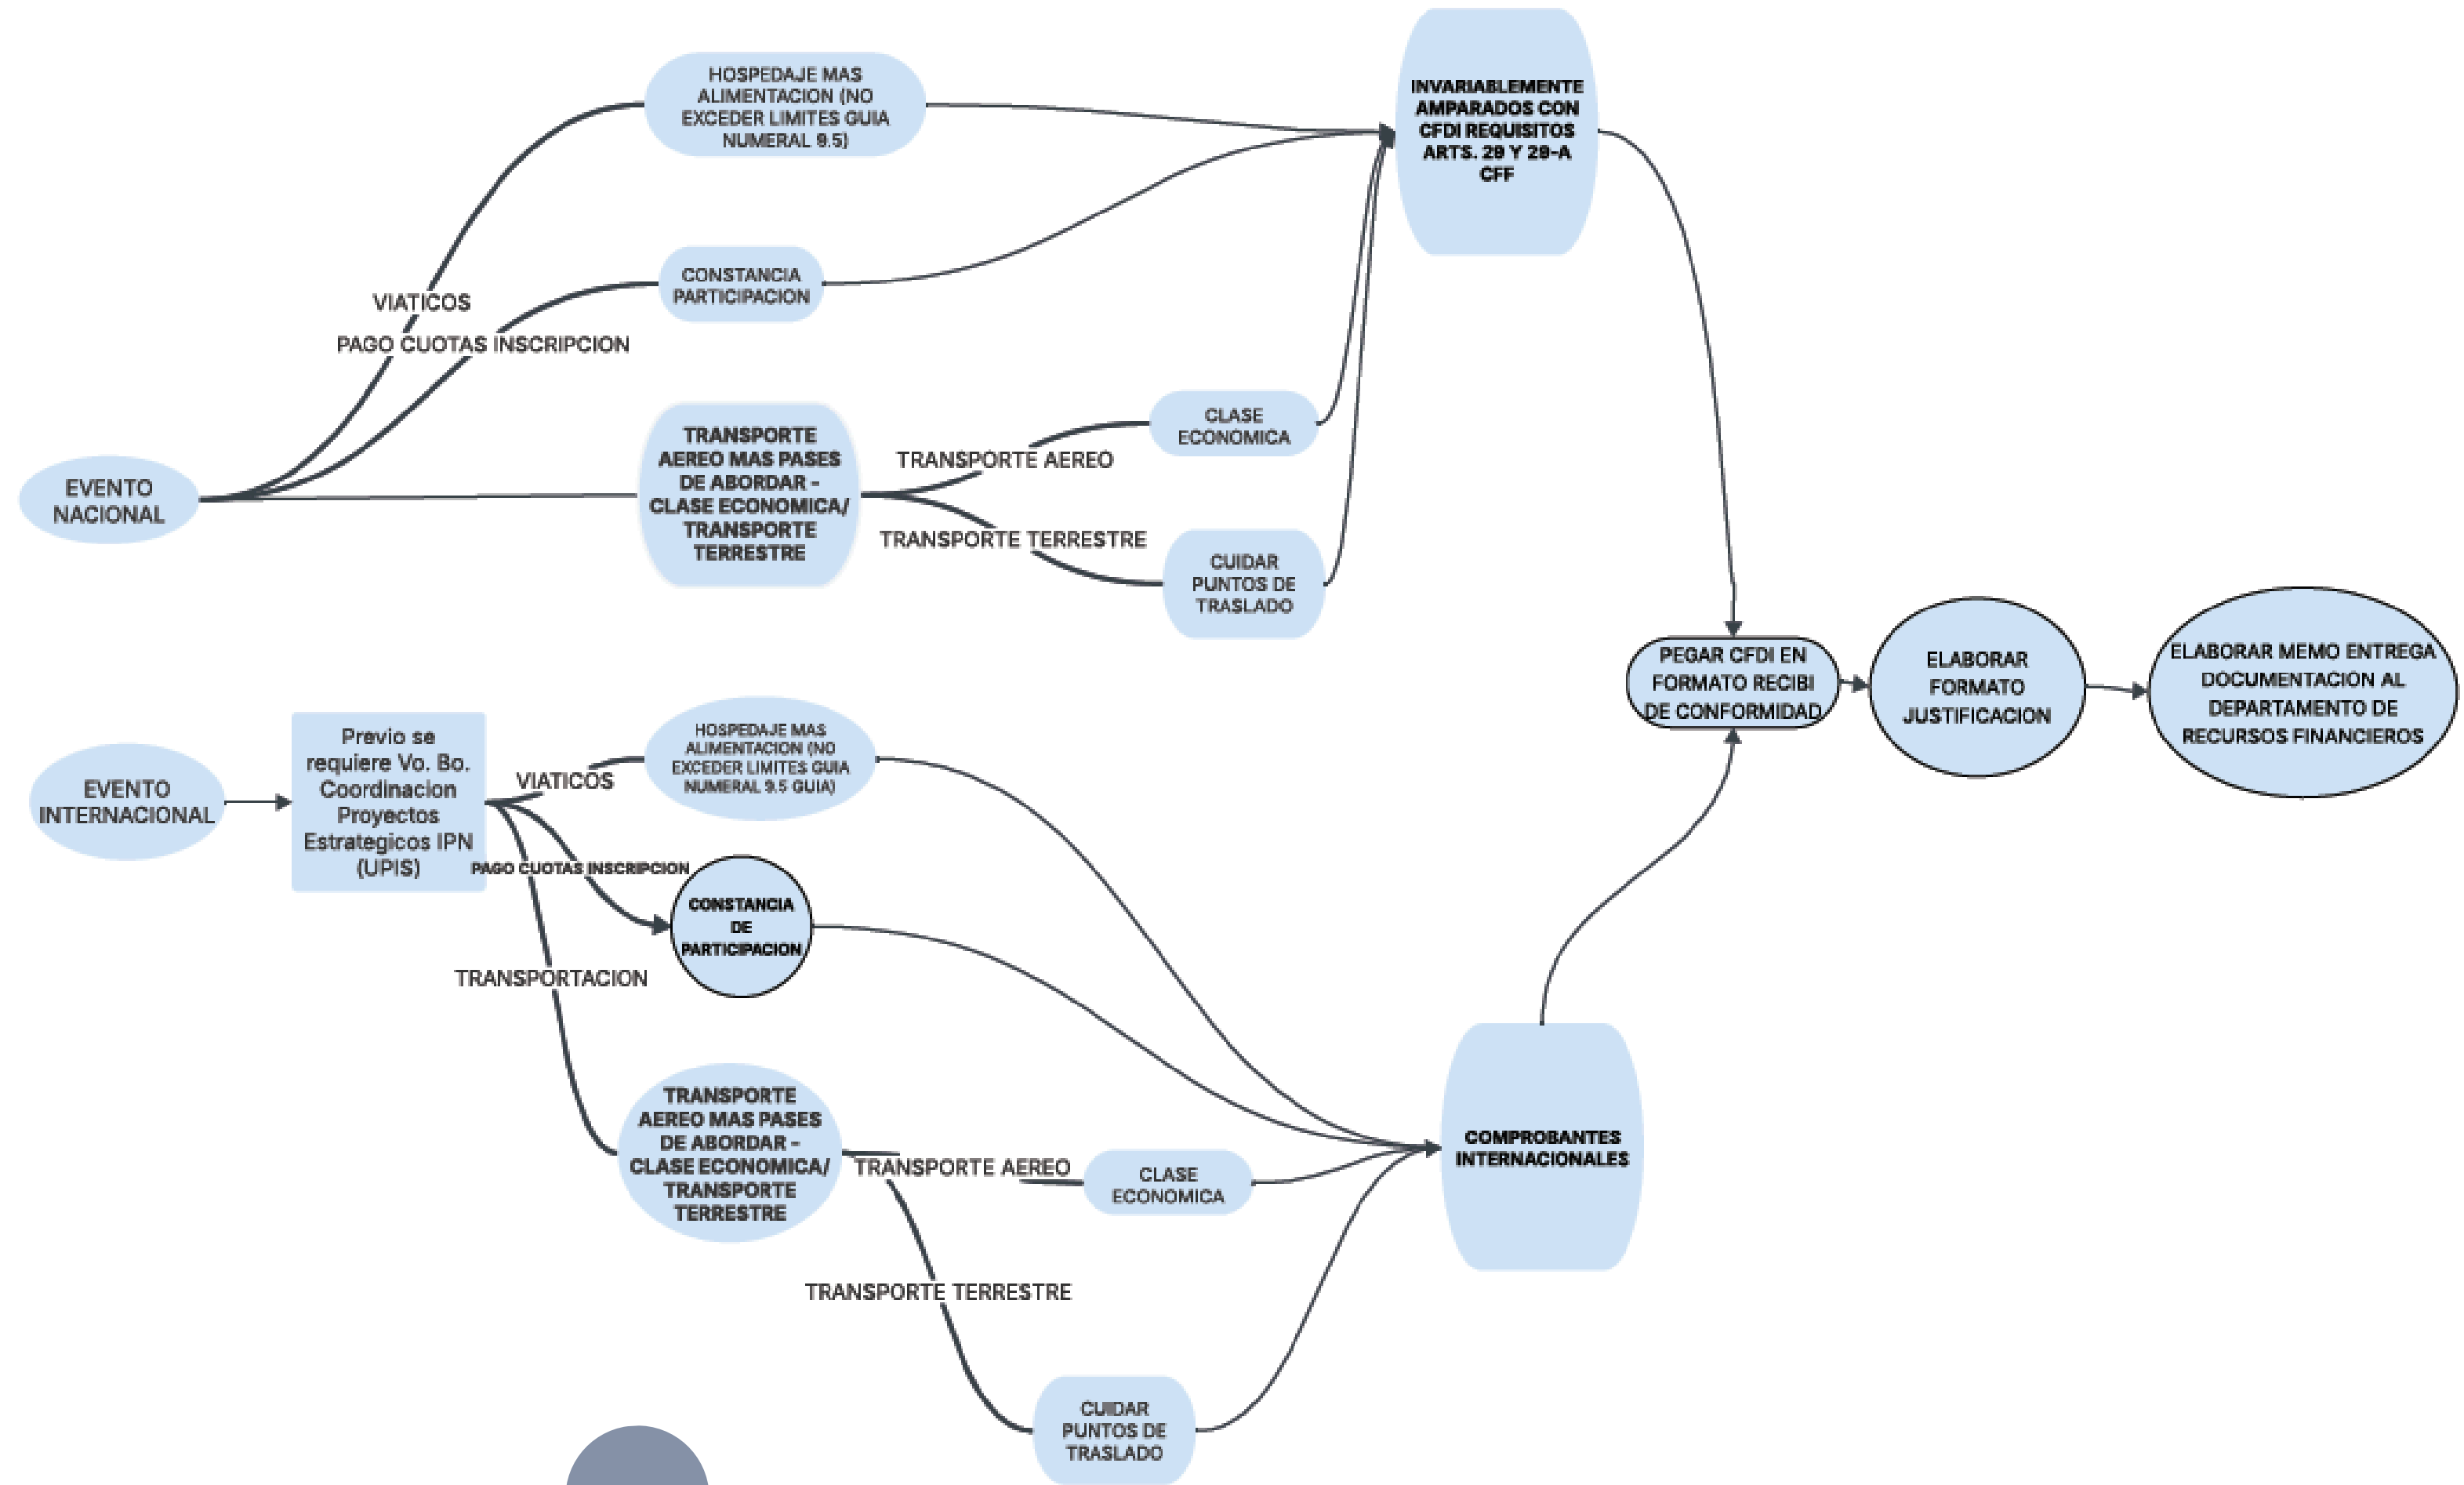 HOSPEDAJE MAS
ALIMENTACION (NO
EXCEDER LIMITES GUIA
NUMERAL 9.5)
INVARIABLEMENTE
AMPARADOS CON
CFDI REQUISITOS
ARTS. 29 Y 29-A
CFF
VIATICOS
PAGO CUOTAS INSCRIPCION
CONSTANCIA
PARTICIPACION
EVENTO
NACIONAL
TRANSPORTE
AEREO MAS PASES
DE ABORDAR -
CLASE ECONOMICA/
TRANSPORTE
TERRESTRE
TRANSPORTE AEREO
CLASE
ECONOMICA
TRANSPORTE TERRESTRE
CUIDAR
PUNTOS DE
TRASLADO
PEGAR CFDI EN
FORMATO RECIBI
DE CONFORMIDAD
ELABORAR
FORMATO
JUSTIFICACION
ELABORAR MEMO ENTREGA
DOCUMENTACION AL
DEPARTAMENTO DE
RECURSOS FINANCIEROS
EVENTO
INTERNACIONAL
Previo se
requiere Vo. Bo.
Coordinacion
Proyectos
Estrategicos IPN
(UPIS)
VIATICOS
HOSPEDAJE MAS
ALIMENTACION (NO
EXCEDER LIMITES GUIA
NUMERAL 9.5 GUIA)
PAGO CUOTAS INSCRIPCION
CONSTANCIA
DE
PARTICIPACION
TRANSPORTACION
TRANSPORTE
AEREO MAS PASES
DE ABORDAR -
CLASE ECONOMICA/
TRANSPORTE
TERRESTRE
TRANSPORTE AEREO
CLASE
ECONOMICA
TRANSPORTE TERRESTRE
CUIDAR
PUNTOS DE
TRASLADO
COMPROBANTES
INTERNACIONALES